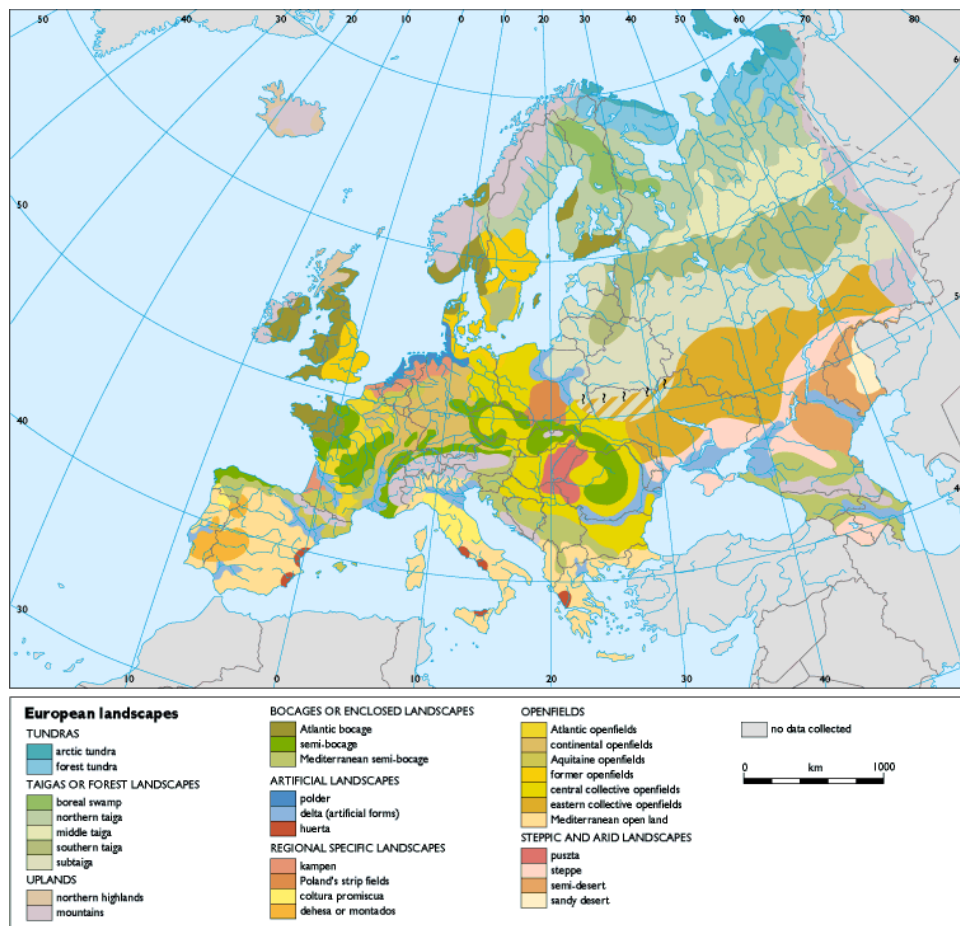 20
10
0
10
20
30
40
50
60
70
80
50
60
50
40
40
30
10
0
10
20
30
40
European landscapes
TUNDRAS
arctic tundra
forest tundra
TAIGAS OR FOREST LANDSCAPES
boreal swamp
northern taiga
middle taiga
southern taiga
subtaiga
UPLANDS
northern highlands
mountains
BOCAGES OR ENCLOSED LANDSCAPES
Atlantic bocage
semi-bocage
Mediterranean semi-bocage
ARTIFICIAL LANDSCAPES
polder
delta (artificial forms)
huerta
REGIONAL SPECIFIC LANDSCAPES
kampen
Poland's strip fields
coltura promiscua
dehesa or montados
OPENFIELDS
Atlantic openfields
continental openfields
Aquitaine openfields
former openfields
central collective openfields
eastern collective openfields
Mediterranean open land
STEPPIC AND ARID LANDSCAPES
puszta
steppe
semi-desert
sandy desert
no data collected
0 km 1000